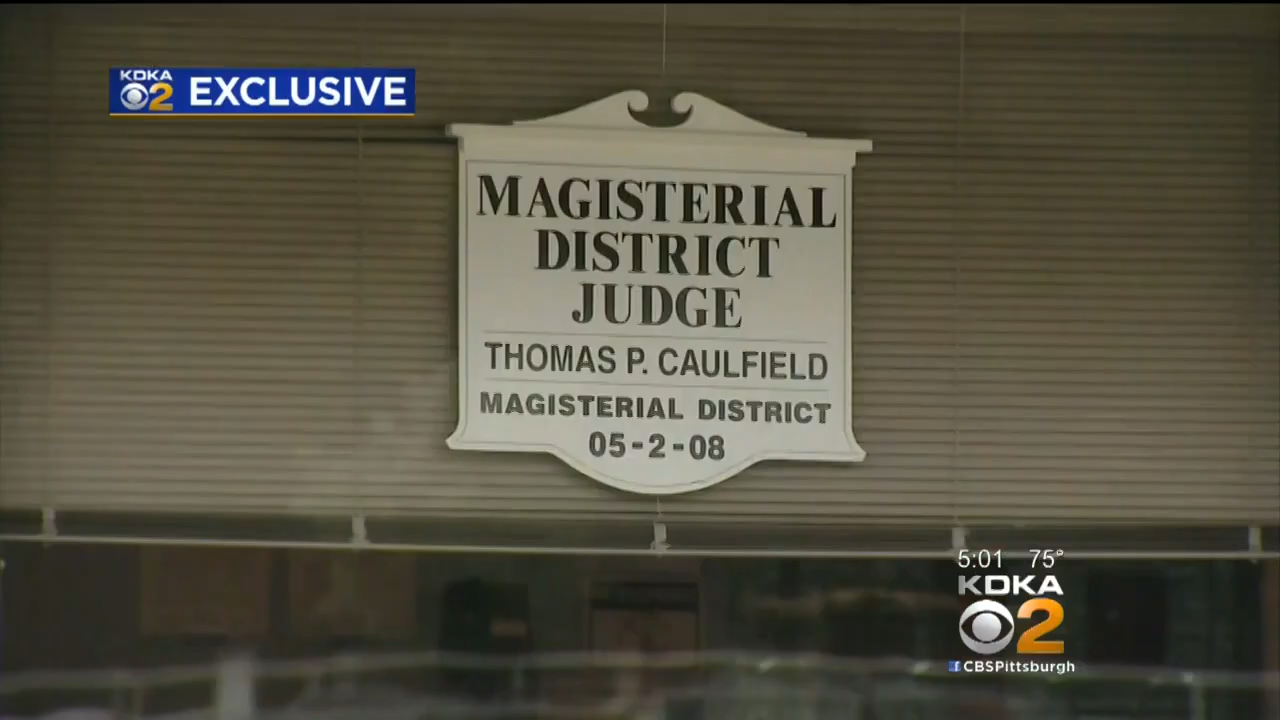 KDKA
2 EXCLUSIVE
MAGISTERIAL
DISTRICT
JUDGE
THOMAS P. CAULFIELD
MAGISTERIAL DISTRICT
05-2-08
5:01 75°
KDKA
2
f CBSPittsburgh